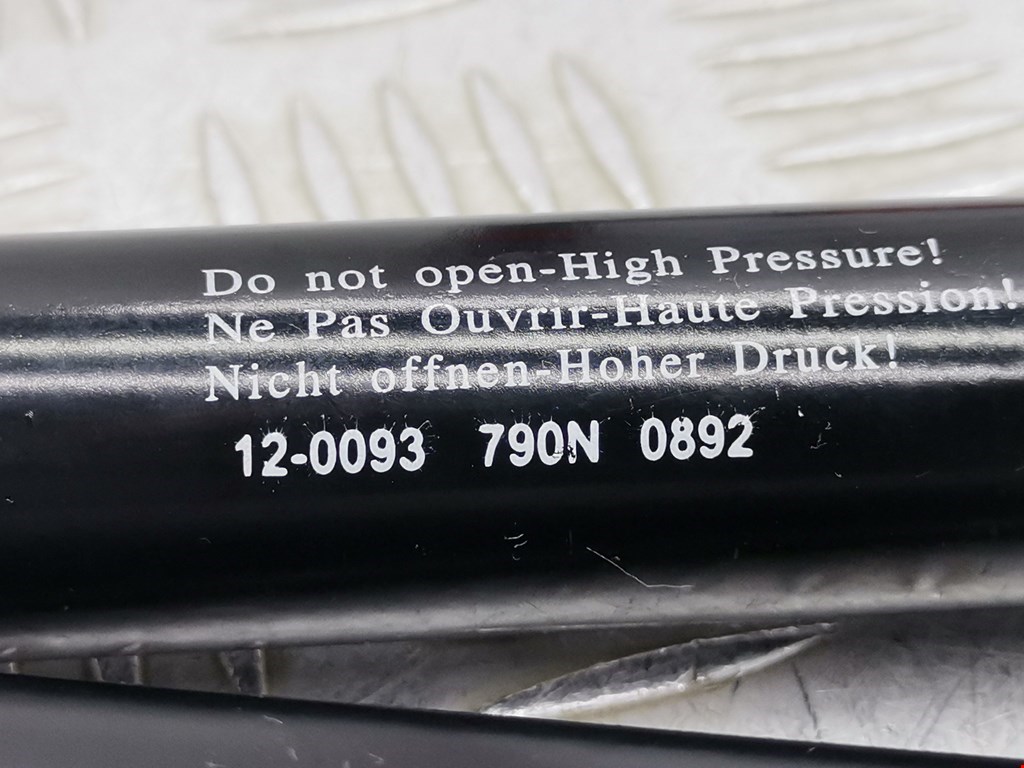 Do not open-High Pressure!
Ne Pas Ouvrir-Haute Pression!
Nicht offnen-Hoher Druck!
12-0093 790N 0892